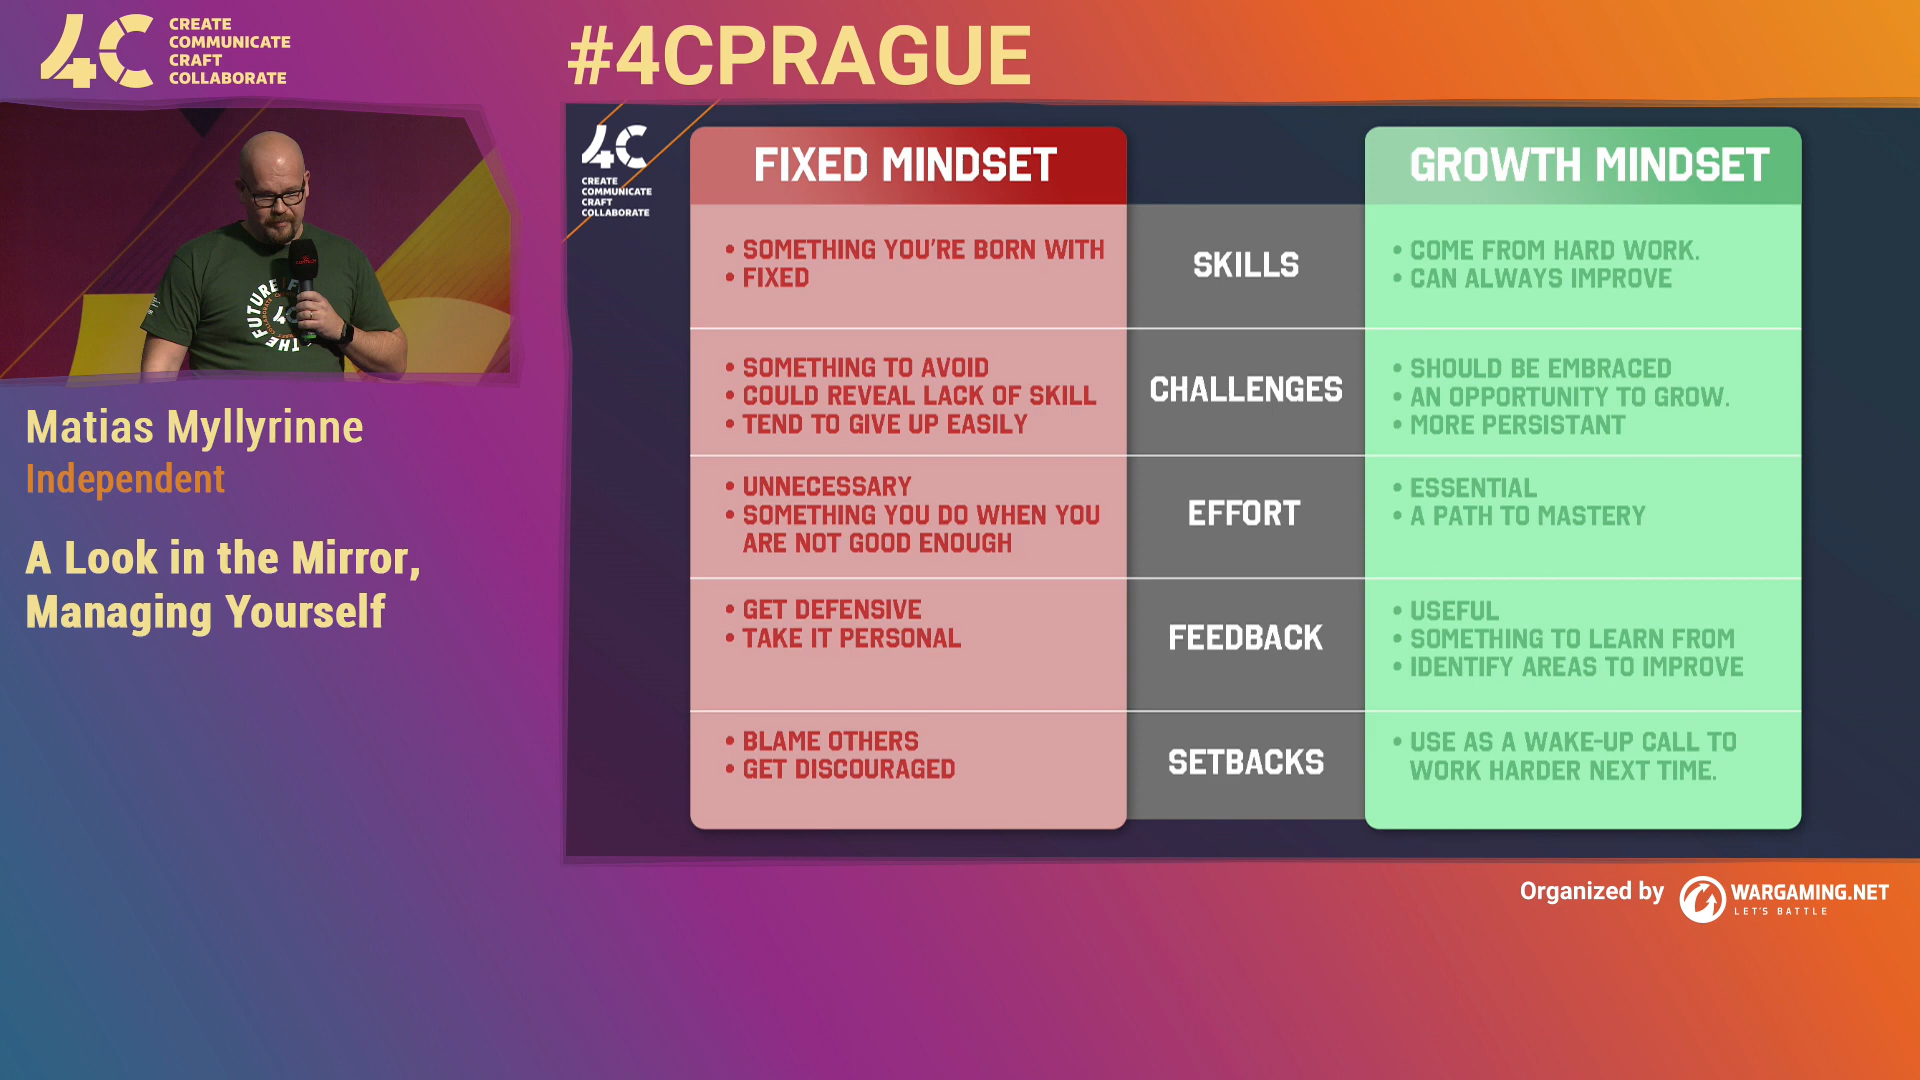 4C
CREATE
COMMUNICATE
CRAFT
COLLABORATE
#4CPRAGUE
THE FUTURE
4C
Matias Myllyrinne
Independent
A Look in the Mirror,
Managing Yourself
4C
CREATE
COMMUNICATE
CRAFT
COLLABORATE
FIXED MINDSET
GROWTH MINDSET
• SOMETHING YOU'RE BORN WITH
• FIXED
SKILLS
• COME FROM HARD WORK.
• CAN ALWAYS IMPROVE
• SOMETHING TO AVOID
• COULD REVEAL LACK OF SKILL
• TEND TO GIVE UP EASILY
CHALLENGES
• SHOULD BE EMBRACED
• AN OPPORTUNITY TO GROW.
• MORE PERSISTANT
• UNNECESSARY
• SOMETHING YOU DO WHEN YOU
ARE NOT GOOD ENOUGH
EFFORT
• ESSENTIAL
• A PATH TO MASTERY
• GET DEFENSIVE
• TAKE IT PERSONAL
FEEDBACK
• USEFUL
• SOMETHING TO LEARN FROM
• IDENTIFY AREAS TO IMPROVE
• BLAME OTHERS
• GET DISCOURAGED
SETBACKS
• USE AS A WAKE-UP CALL TO
WORK HARDER NEXT TIME.
Organized by
WARGAMING.NET
LET'S BATTLE